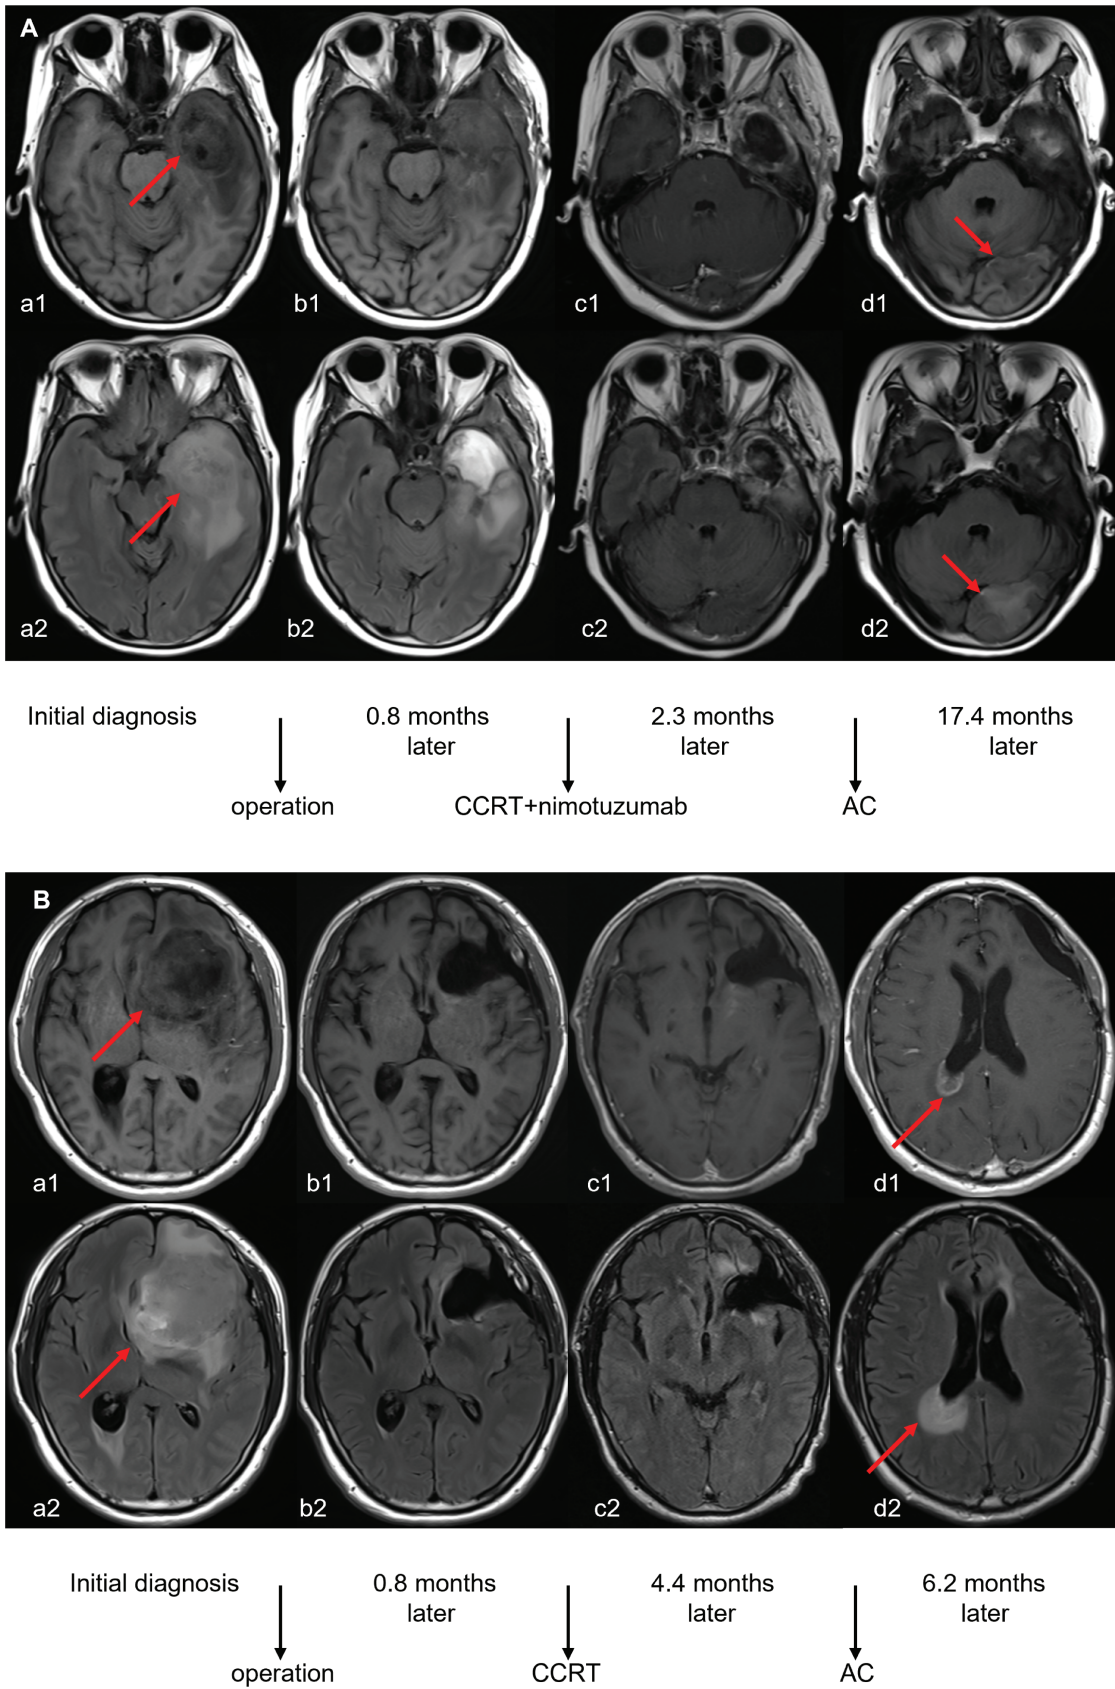 A
a1
b1
c1
d1
a2
b2
c2
d2
Initial diagnosis
0.8 months
later
2.3 months
later
17.4 months
later
operation
CCRT+nimotuzumab
AC
B
a1
b1
c1
d1
a2
b2
c2
d2
Initial diagnosis
0.8 months
later
4.4 months
later
6.2 months
later
operation
CCRT
AC